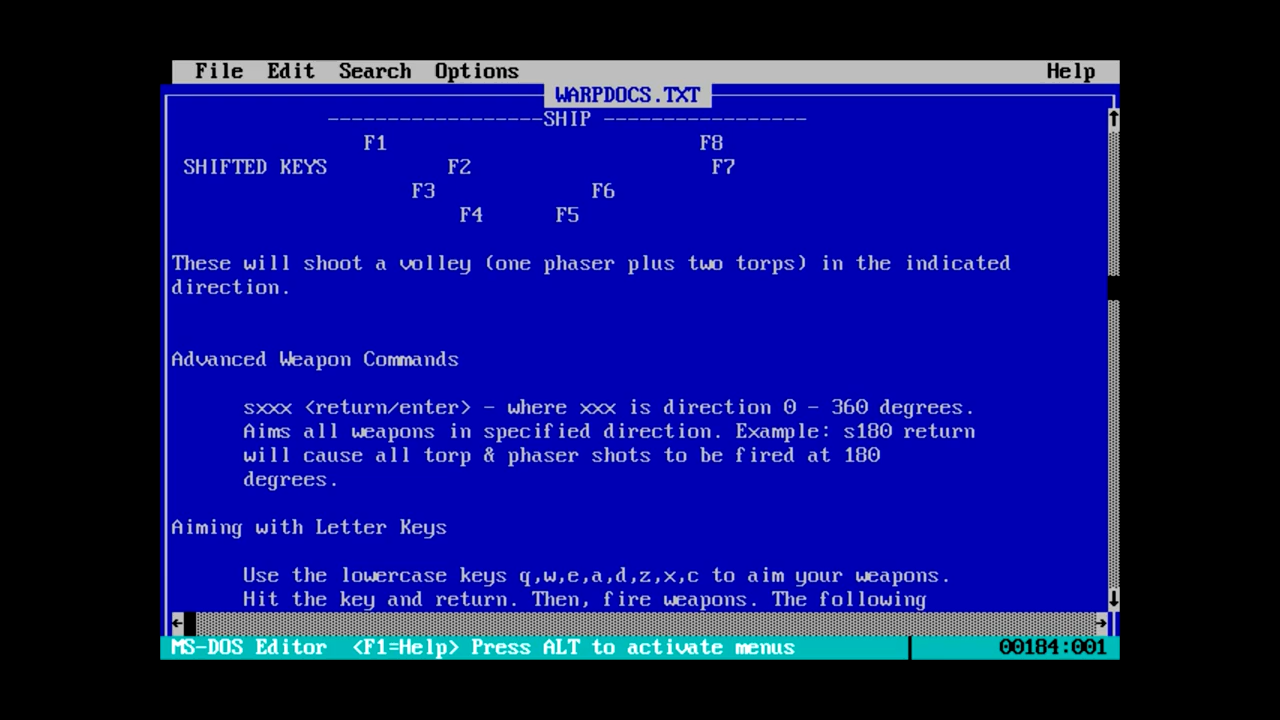 File Edit Search Options Help
WARPDOCS.TXT
------------------SHIP -----------------
F1 F8
SHIFTED KEYS F2 F7
F3 F6
F4 F5
These will shoot a volley (one phaser plus two torps) in the indicated
direction.
Advanced Weapon Commands
sxxx <return/enter> - where xxx is direction 0 - 360 degrees.
Aims all weapons in specified direction. Example: s180 return
will cause all torp & phaser shots to be fired at 180
degrees.
Aiming with Letter Keys
Use the lowercase keys q,w,e,a,d,z,x,c to aim your weapons.
Hit the key and return. Then, fire weapons. The following
MS-DOS Editor <F1=Help> Press ALT to activate menus 00184:001